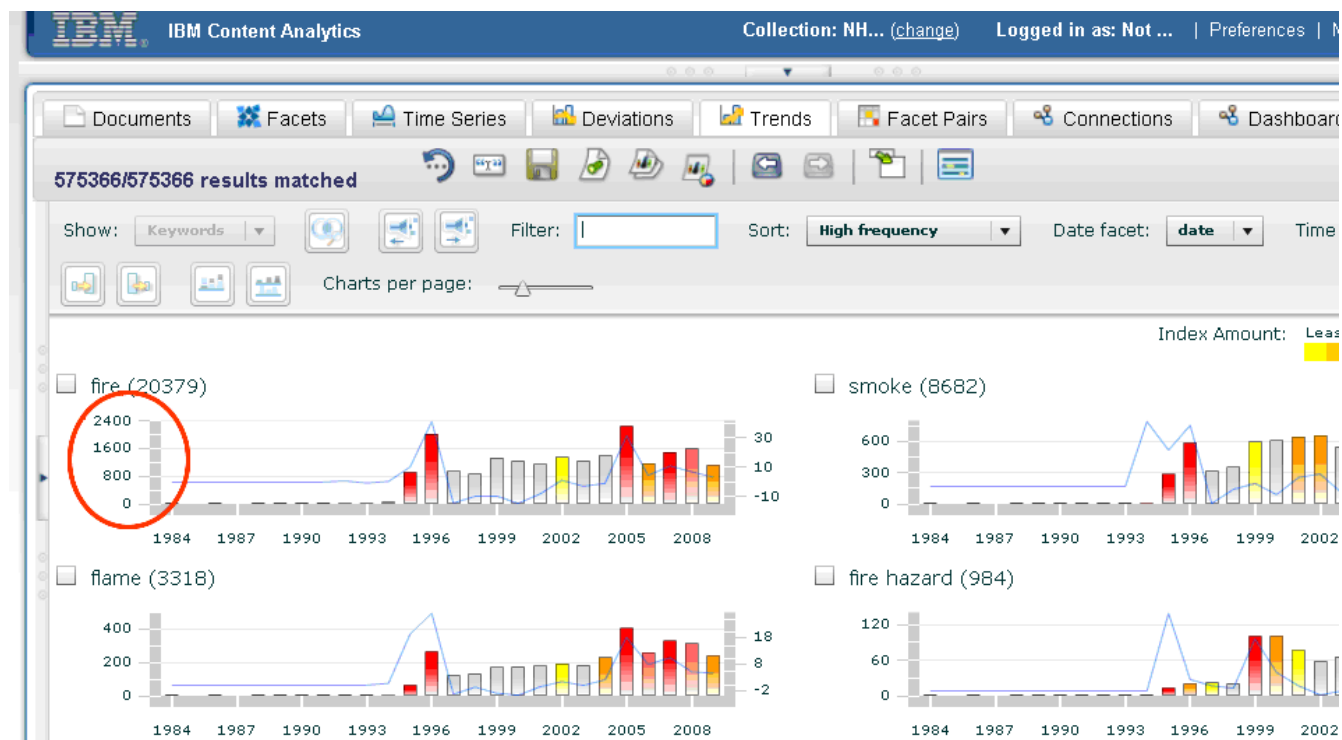 IBM IBM Content Analytics Collection: NH... (change) Logged in as: Not ... | Preferences |
Documents Facets Time Series Deviations Trends Facet Pairs Connections Dashboard
575366/575366 results matched
Show: Keywords Filter: Sort: High frequency Date facet: date Time
Charts per page:
Index Amount: Leas
fire (20379) smoke (8682)
2400
1600
800
0
30
10
-10
600
300
0
1984 1987 1990 1993 1996 1999 2002 2005 2008
1984 1987 1990 1993 1996 1999 2002
flame (3318) fire hazard (984)
400
200
0
18
8
-2
120
60
0
1984 1987 1990 1993 1996 1999 2002 2005 2008
1984 1987 1990 1993 1996 1999 2002